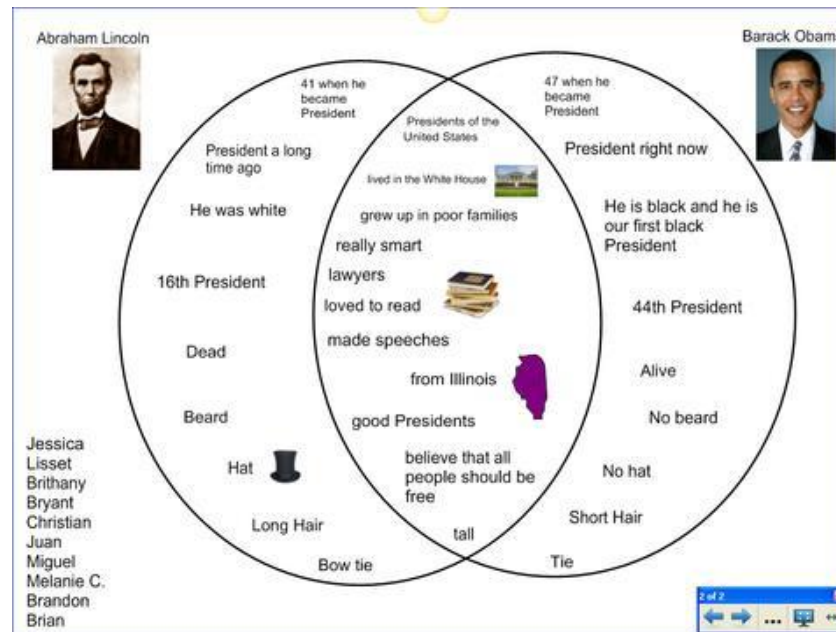 Abraham Lincoln
Barack Obam
41 when he
became
President
47 when he
became
President
Presidents of the
United States
President a long
time ago
President right now
lived in the White House
He was white
grew up in poor families
He is black and he is
our first black
President
really smart
16th President
lawyers
loved to read
44th President
made speeches
Dead
from Illinois
Alive
Beard
good Presidents
No beard
Hat
believe that all
people should be
free
No hat
Long Hair
Short Hair
tall
Bow tie
Tie
Jessica
Lisset
Brithany
Bryant
Christian
Juan
Miguel
Melanie C.
Brandon
Brian
2 of 2
...